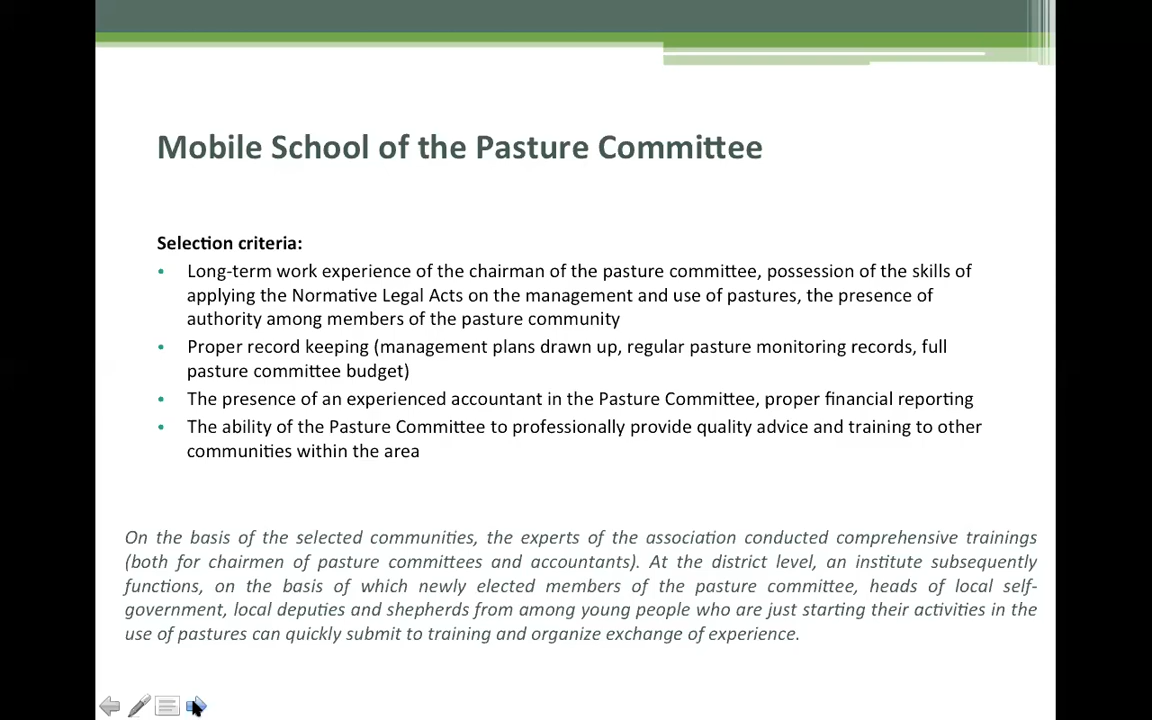 Mobile School of the Pasture Committee
Selection criteria:
• Long-term work experience of the chairman of the pasture committee, possession of the skills of
applying the Normative Legal Acts on the management and use of pastures, the presence of
authority among members of the pasture community
• Proper record keeping (management plans drawn up, regular pasture monitoring records, full
pasture committee budget)
• The presence of an experienced accountant in the Pasture Committee, proper financial reporting
• The ability of the Pasture Committee to professionally provide quality advice and training to other
communities within the area
On the basis of the selected communities, the experts of the association conducted comprehensive trainings
(both for chairmen of pasture committees and accountants). At the district level, an institute subsequently
functions, on the basis of which newly elected members of the pasture committee, heads of local self-
government, local deputies and shepherds from among young people who are just starting their activities in the
use of pastures can quickly submit to training and organize exchange of experience.